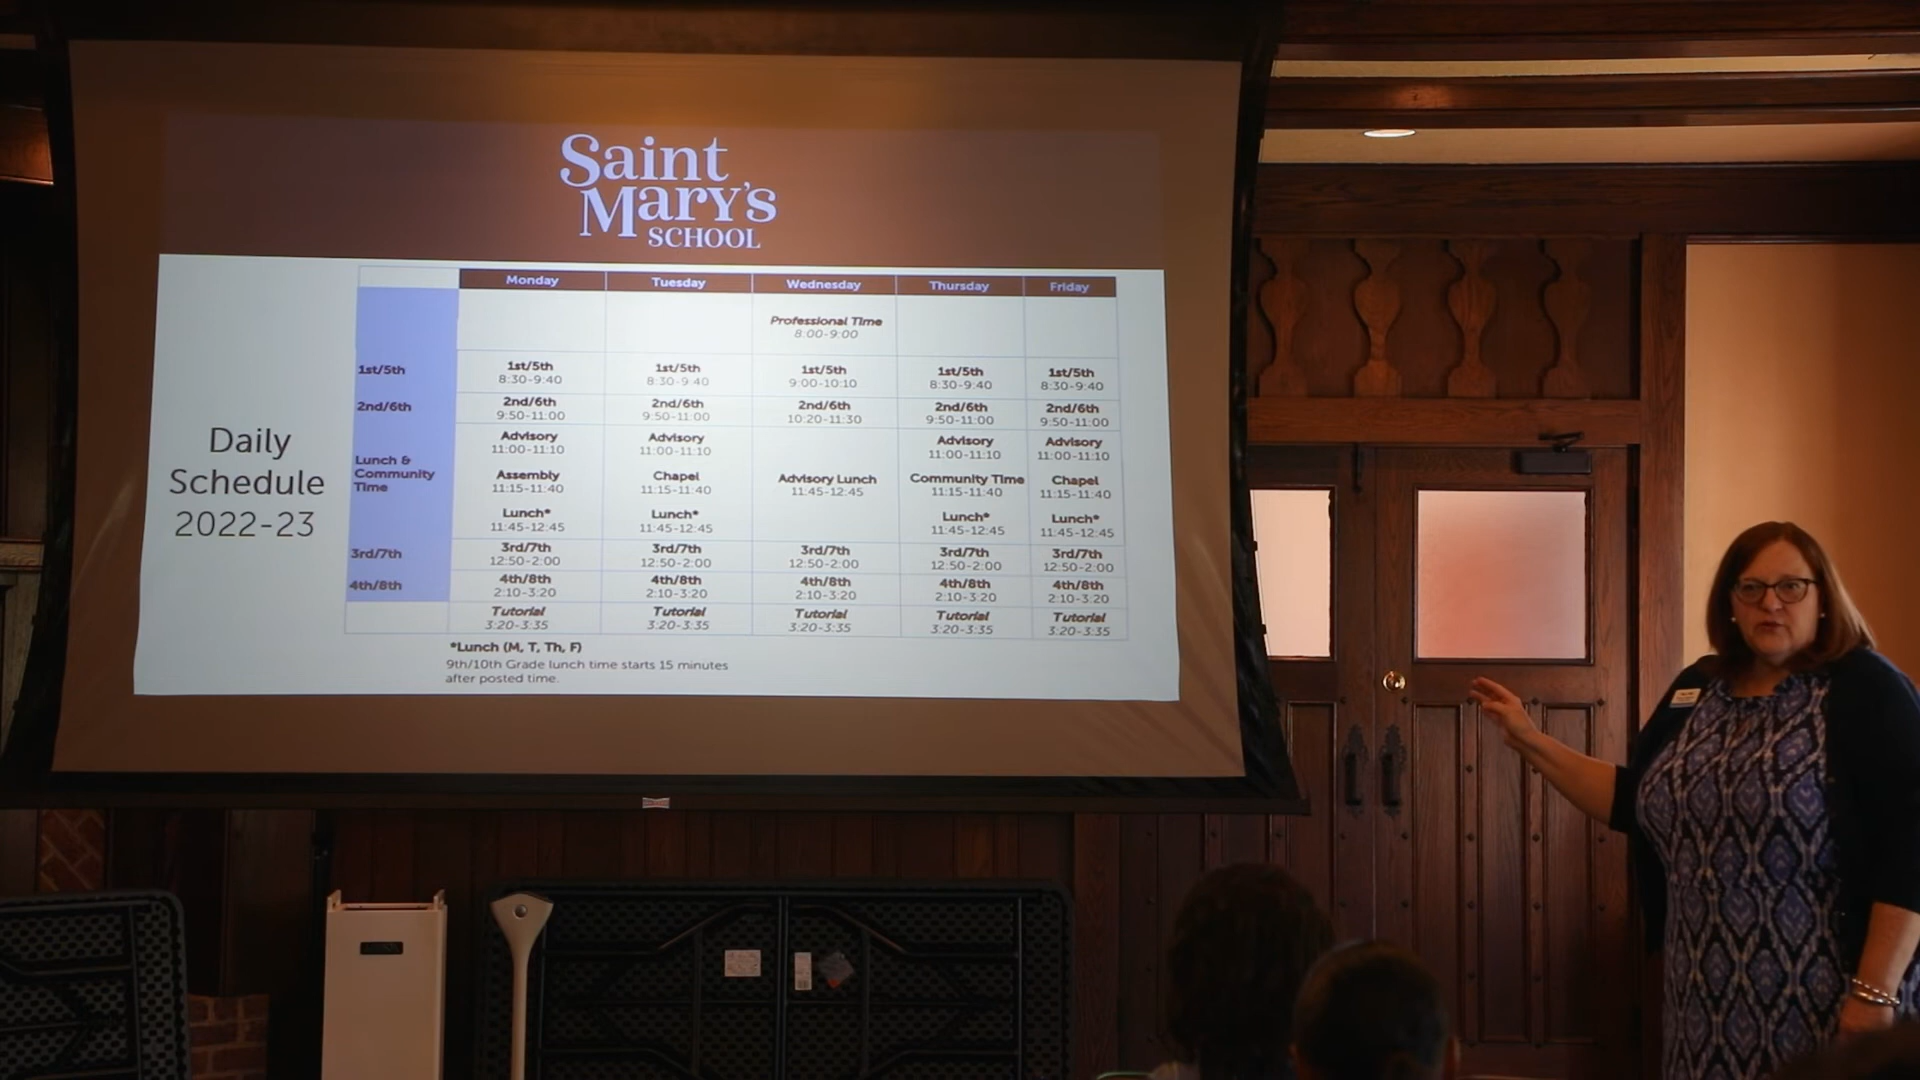 Saint
Mary's
SCHOOL
Daily
Schedule
2022-23
Monday Tuesday Wednesday Thursday Friday
Professional Time
8:00-9:00
1st/5th 1st/5th 1st/5th 1st/5th 1st/5th 1st/5th
8:30-9:40 8:30-9:40 9:00-10:10 8:30-9:40 8:30-9:40
2nd/6th 2nd/6th 2nd/6th 2nd/6th 2nd/6th 2nd/6th
9:50-11:00 9:50-11:00 10:20-11:30 9:50-11:00 9:50-11:00
Advisory Advisory Advisory Advisory
11:00-11:10 11:00-11:10 11:00-11:10 11:00-11:10
Lunch &
Community
Time
Assembly Chapel Advisory Lunch Community Time Chapel
11:15-11:40 11:15-11:40 11:45-12:45 11:15-11:40 11:15-11:40
Lunch* Lunch* Lunch* Lunch*
11:45-12:45 11:45-12:45 11:45-12:45 11:45-12:45
3rd/7th 3rd/7th 3rd/7th 3rd/7th 3rd/7th 3rd/7th
12:50-2:00 12:50-2:00 12:50-2:00 12:50-2:00 12:50-2:00
4th/8th 4th/8th 4th/8th 4th/8th 4th/8th 4th/8th
2:10-3:20 2:10-3:20 2:10-3:20 2:10-3:20 2:10-3:20
Tutorial Tutorial Tutorial Tutorial Tutorial
3:20-3:35 3:20-3:35 3:20-3:35 3:20-3:35 3:20-3:35
*Lunch (M, T, Th, F)
9th/10th Grade lunch time starts 15 minutes
after posted time.